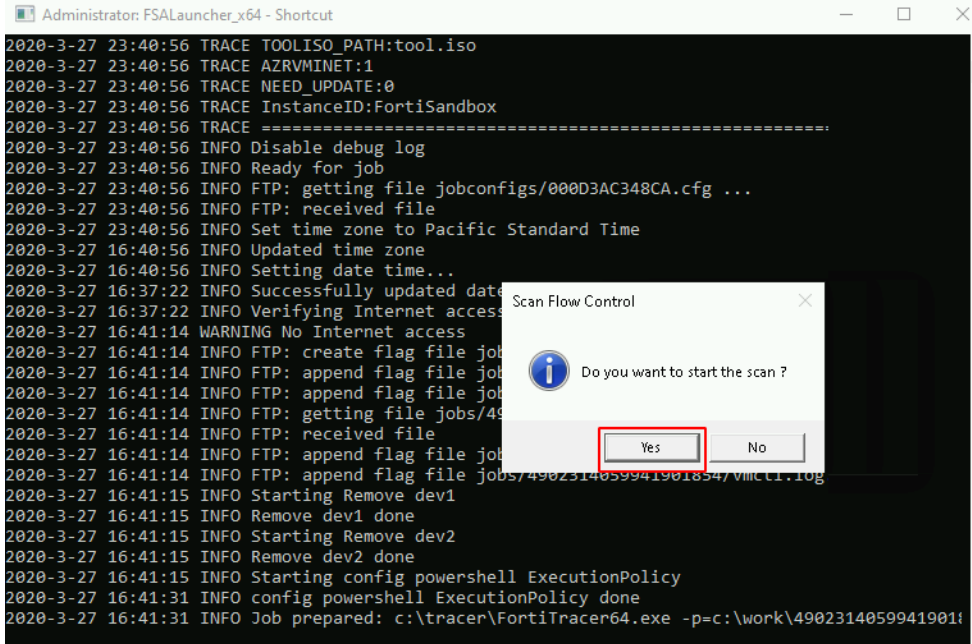 Administrator: FSALauncher_x64 - Shortcut
2020-3-27 23:40:56 TRACE TOOLISO_PATH:tool.iso
2020-3-27 23:40:56 TRACE AZRVMINET:1
2020-3-27 23:40:56 TRACE NEED_UPDATE:0
2020-3-27 23:40:56 TRACE InstanceID:FortiSandbox
2020-3-27 23:40:56 TRACE ========================================================
2020-3-27 23:40:56 INFO Disable debug log
2020-3-27 23:40:56 INFO Ready for job
2020-3-27 23:40:56 INFO FTP: getting file jobconfigs/000D3AC348CA.cfg ...
2020-3-27 23:40:56 INFO FTP: received file
2020-3-27 23:40:56 INFO Set time zone to Pacific Standard Time
2020-3-27 16:40:56 INFO Updated time zone
2020-3-27 16:40:56 INFO Setting date time...
2020-3-27 16:37:22 INFO Successfully updated date
2020-3-27 16:37:22 INFO Verifying Internet access
2020-3-27 16:41:14 WARNING No Internet access
2020-3-27 16:41:14 INFO FTP: create flag file job
2020-3-27 16:41:14 INFO FTP: append flag file job
2020-3-27 16:41:14 INFO FTP: append flag file job
2020-3-27 16:41:14 INFO FTP: getting file jobs/49
2020-3-27 16:41:14 INFO FTP: received file
2020-3-27 16:41:14 INFO FTP: append flag file job
2020-3-27 16:41:14 INFO FTP: append flag file jobs/4902314059941901854/vmctl.log
2020-3-27 16:41:15 INFO Starting Remove dev1
2020-3-27 16:41:15 INFO Remove dev1 done
2020-3-27 16:41:15 INFO Starting Remove dev2
2020-3-27 16:41:15 INFO Remove dev2 done
2020-3-27 16:41:15 INFO Starting config powershell ExecutionPolicy
2020-3-27 16:41:31 INFO config powershell ExecutionPolicy done
2020-3-27 16:41:31 INFO Job prepared: c:\tracer\FortiTracer64.exe -p=c:\work\49023140599419018
Scan Flow Control
Do you want to start the scan ?
Yes
No